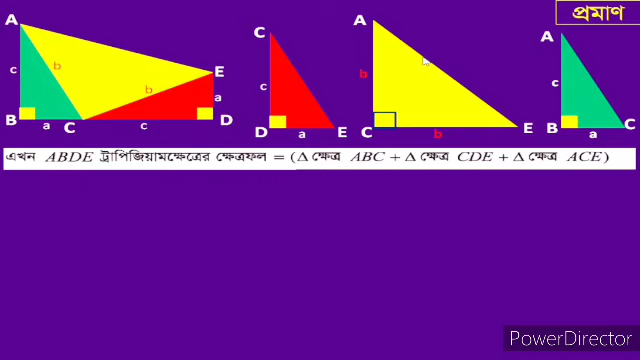 প্রমাণ
A
c
b
b
E
a
B
a
C
c
D
C
c
D
a
E
A
b
C
b
E
A
c
B
a
C
এখন ABDE ট্রাপিজিয়ামক্ষেত্রের ক্ষেত্রফল = (Δ ক্ষেত্র ABC + Δ ক্ষেত্র CDE + Δ ক্ষেত্র ACE)
PowerDirector